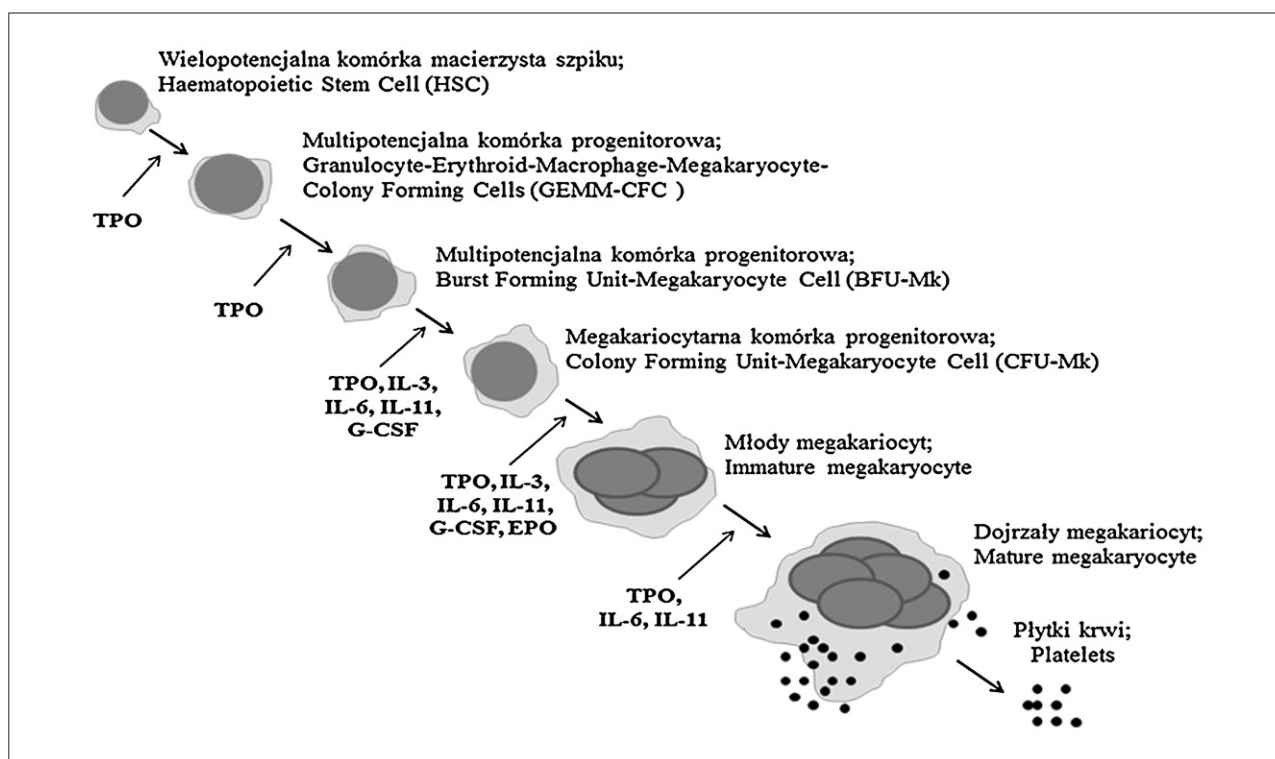 Wielopotencjalna komórka macierzysta szpiku;
Haematopoietic Stem Cell (HSC)
Multipotencjalna komórka progenitorowa;
Granulocyte-Erythroid-Macrophage-Megakaryocyte-
Colony Forming Cells (GEMM-CFC )
TPO
Multipotencjalna komórka progenitorowa;
Burst Forming Unit-Megakaryocyte Cell (BFU-Mk)
TPO
Megakariocytarna komórka progenitorowa;
Colony Forming Unit-Megakaryocyte Cell (CFU-Mk)
TPO, IL-3,
IL-6, IL-11,
G-CSF
Młody megakariocyt;
Immature megakaryocyte
TPO, IL-3,
IL-6, IL-11,
G-CSF, EPO
Dojrzały megakariocyt;
Mature megakaryocyte
TPO,
IL-6, IL-11
Płytki krwi;
Platelets